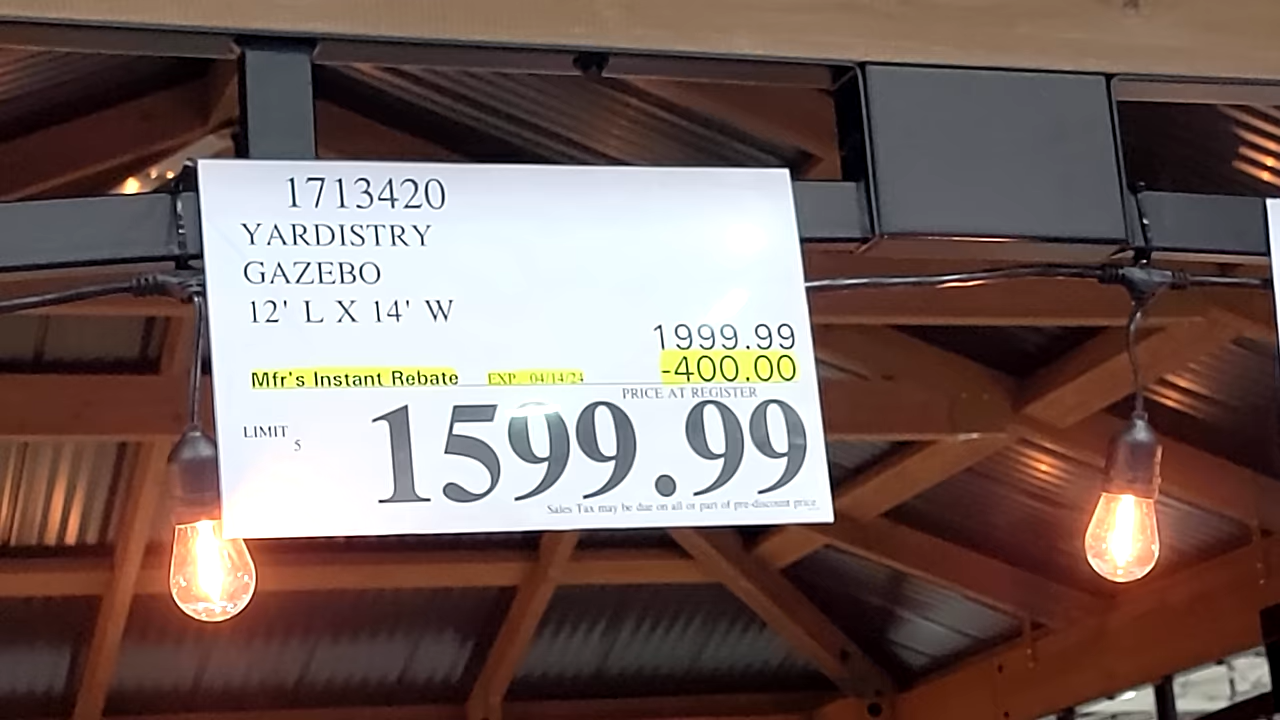 1713420
YARDISTRY
GAZEBO
12' L X 14' W
1999.99
Mfr's Instant Rebate EXP. 04/14/24 -400.00
PRICE AT REGISTER
LIMIT 5
1599.99
Sales Tax may be due on all or part of pre-discount price